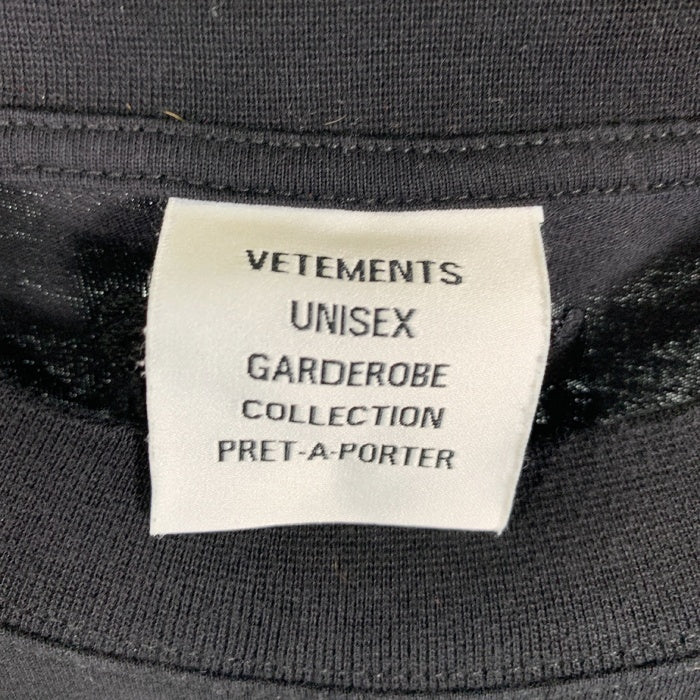 VETEMENTS
UNISEX
GARDEROBE
COLLECTION
PRET-A-PORTER